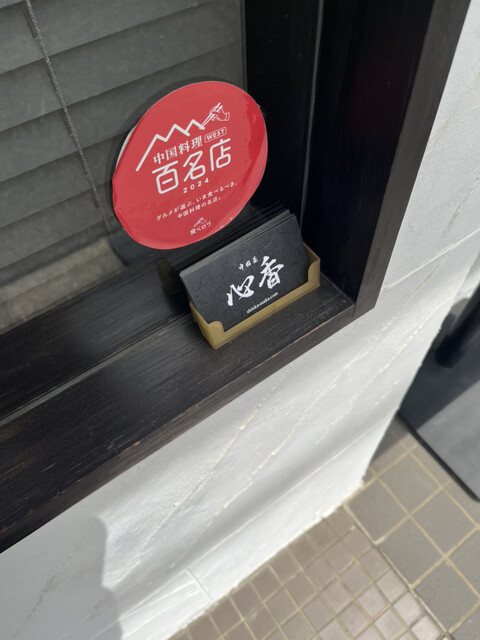 中国料理 WEST
百名店
2024
グルメが選ぶ、いま食べるべき、
中国料理の名店。
食べログ
中国菜
心香